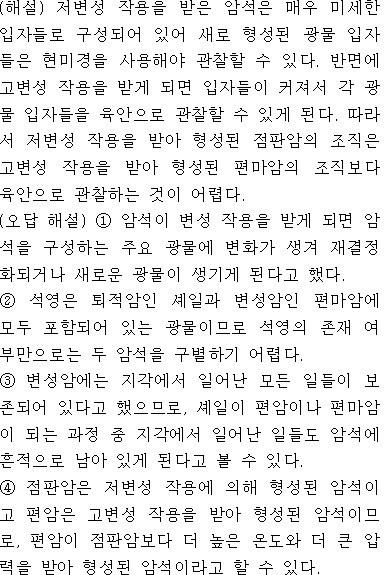 (해설) 저변성 작용을 받은 암석은 매우 미세한
입자들로 구성되어 있어 새로 형성된 광물 입자
들은 현미경을 사용해야 관찰할 수 있다. 반면에
고변성 작용을 받게 되면 입자들이 커져서 각 광
물 입자들을 육안으로 관찰할 수 있게 된다. 따라
서 저변성 작용을 받아 형성된 점판암의 조직은
고변성 작용을 받아 형성된 편마암의 조직보다
육안으로 관찰하는 것이 어렵다.
(오답 해설) ① 암석이 변성 작용을 받게 되면 암
석을 구성하는 주요 광물에 변화가 생겨 재결정
화되거나 새로운 광물이 생기게 된다고 했다.
② 석영은 퇴적암인 셰일과 변성암인 편마암에
모두 포함되어 있는 광물이므로 석영의 존재 여
부만으로는 두 암석을 구별하기 어렵다.
③ 변성암에는 지각에서 일어난 모든 일들이 보
존되어 있다고 했으므로, 셰일이 편암이나 편마암
이 되는 과정 중 지각에서 일어난 일들도 암석에
흔적으로 남아 있게 된다고 볼 수 있다.
④ 점판암은 저변성 작용에 의해 형성된 암석이
고 편암은 고변성 작용을 받아 형성된 암석이므
로, 편암이 점판암보다 더 높은 온도와 더 큰 압
력을 받아 형성된 암석이라고 할 수 있다.